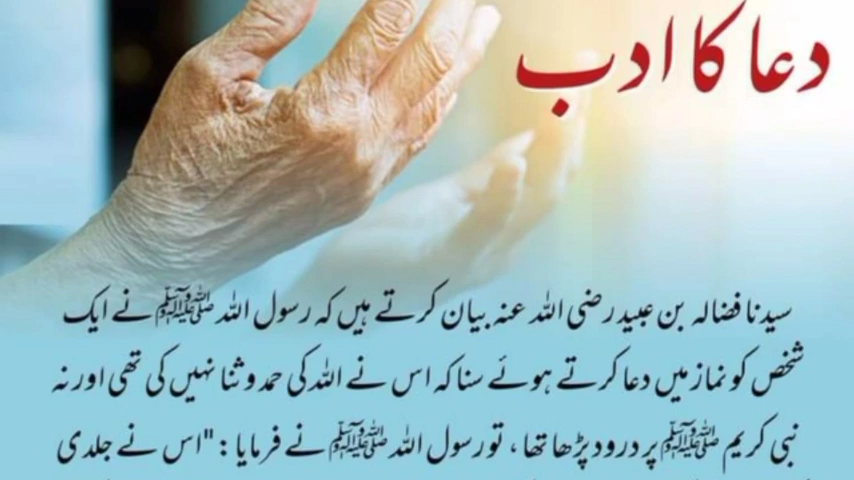 دعا کا ادب
سیدنا فضالہ بن عبید رضی اللہ عنہ بیان کرتے ہیں کہ رسول اللہ ﷺ نے ایک
شخص کو نماز میں دعا کرتے ہوئے سنا کہ اس نے اللہ کی حمد و ثنا نہیں کی تھی اور نہ
نبی کریم ﷺ پر درود پڑھا تھا ، تو رسول اللہ ﷺ نے فرمایا : "اس نے جلدی